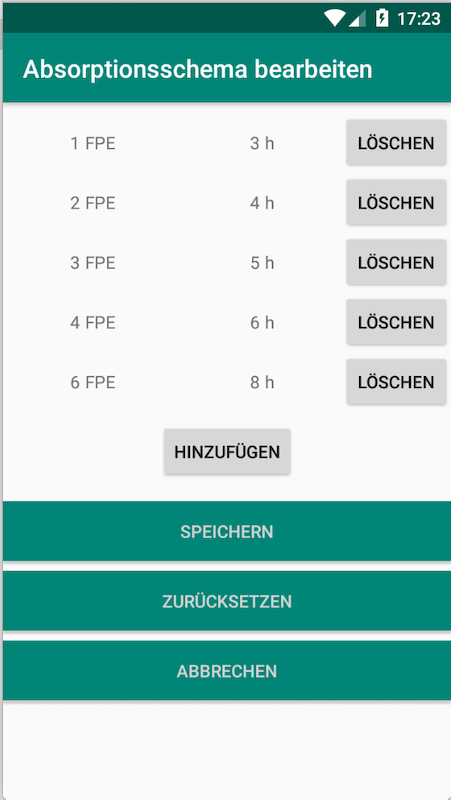 17:23
Absorptionsschema bearbeiten
1 FPE 3 h LÖSCHEN
2 FPE 4 h LÖSCHEN
3 FPE 5 h LÖSCHEN
4 FPE 6 h LÖSCHEN
6 FPE 8 h LÖSCHEN
HINZUFÜGEN
SPEICHERN
ZURÜCKSETZEN
ABBRECHEN